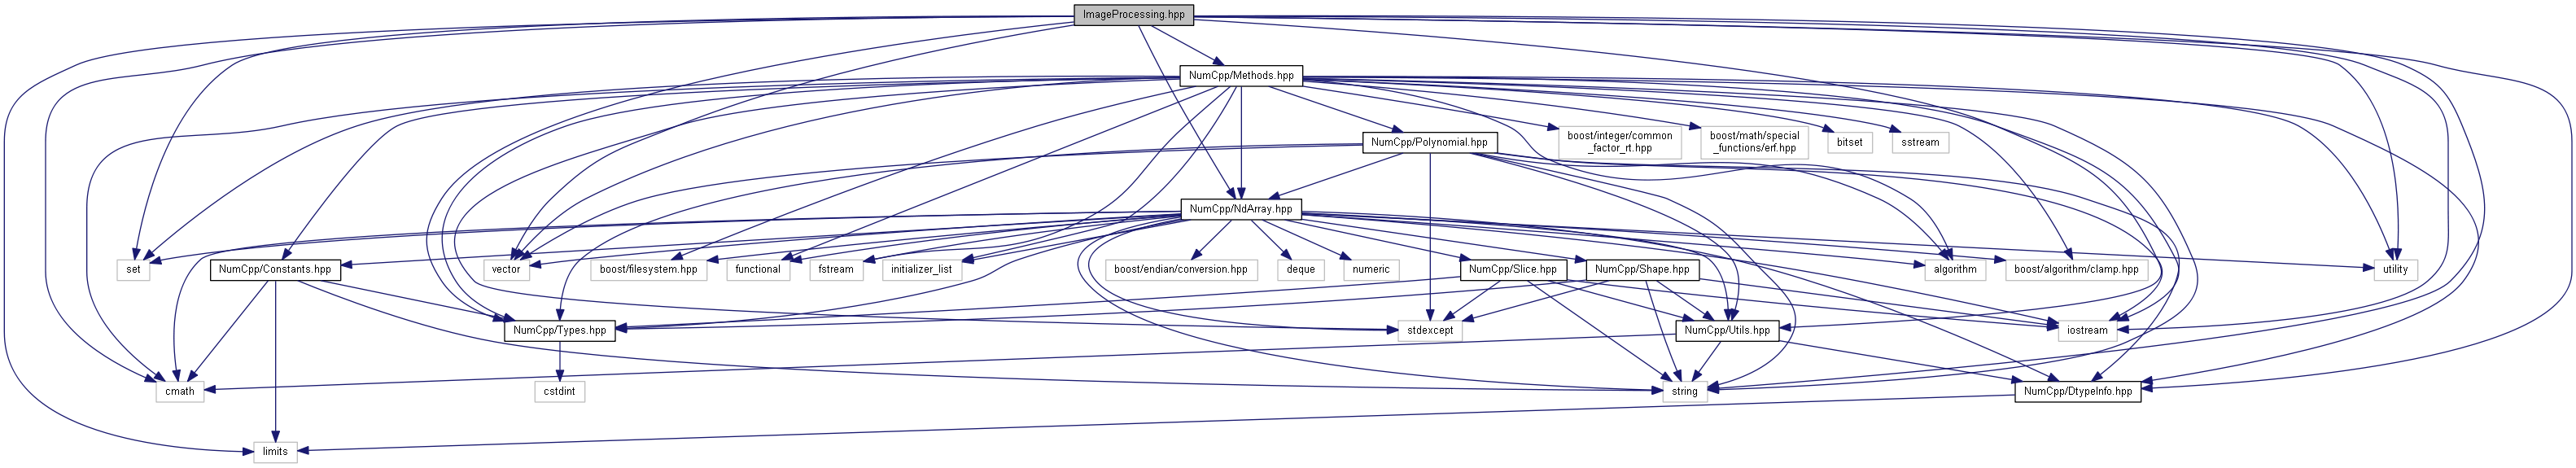 ImageProcessing.hpp
NumCpp/Methods.hpp
boost/integer/common
_factor_rt.hpp
boost/math/special
_functions/erf.hpp
bitset
sstream
NumCpp/Polynomial.hpp
NumCpp/NdArray.hpp
set
NumCpp/Constants.hpp
vector
boost/filesystem.hpp
functional
fstream
initializer_list
boost/endian/conversion.hpp
deque
numeric
NumCpp/Slice.hpp
NumCpp/Shape.hpp
algorithm
boost/algorithm/clamp.hpp
utility
NumCpp/Types.hpp
stdexcept
NumCpp/Utils.hpp
iostream
cmath
cstdint
string
NumCpp/DtypeInfo.hpp
limits